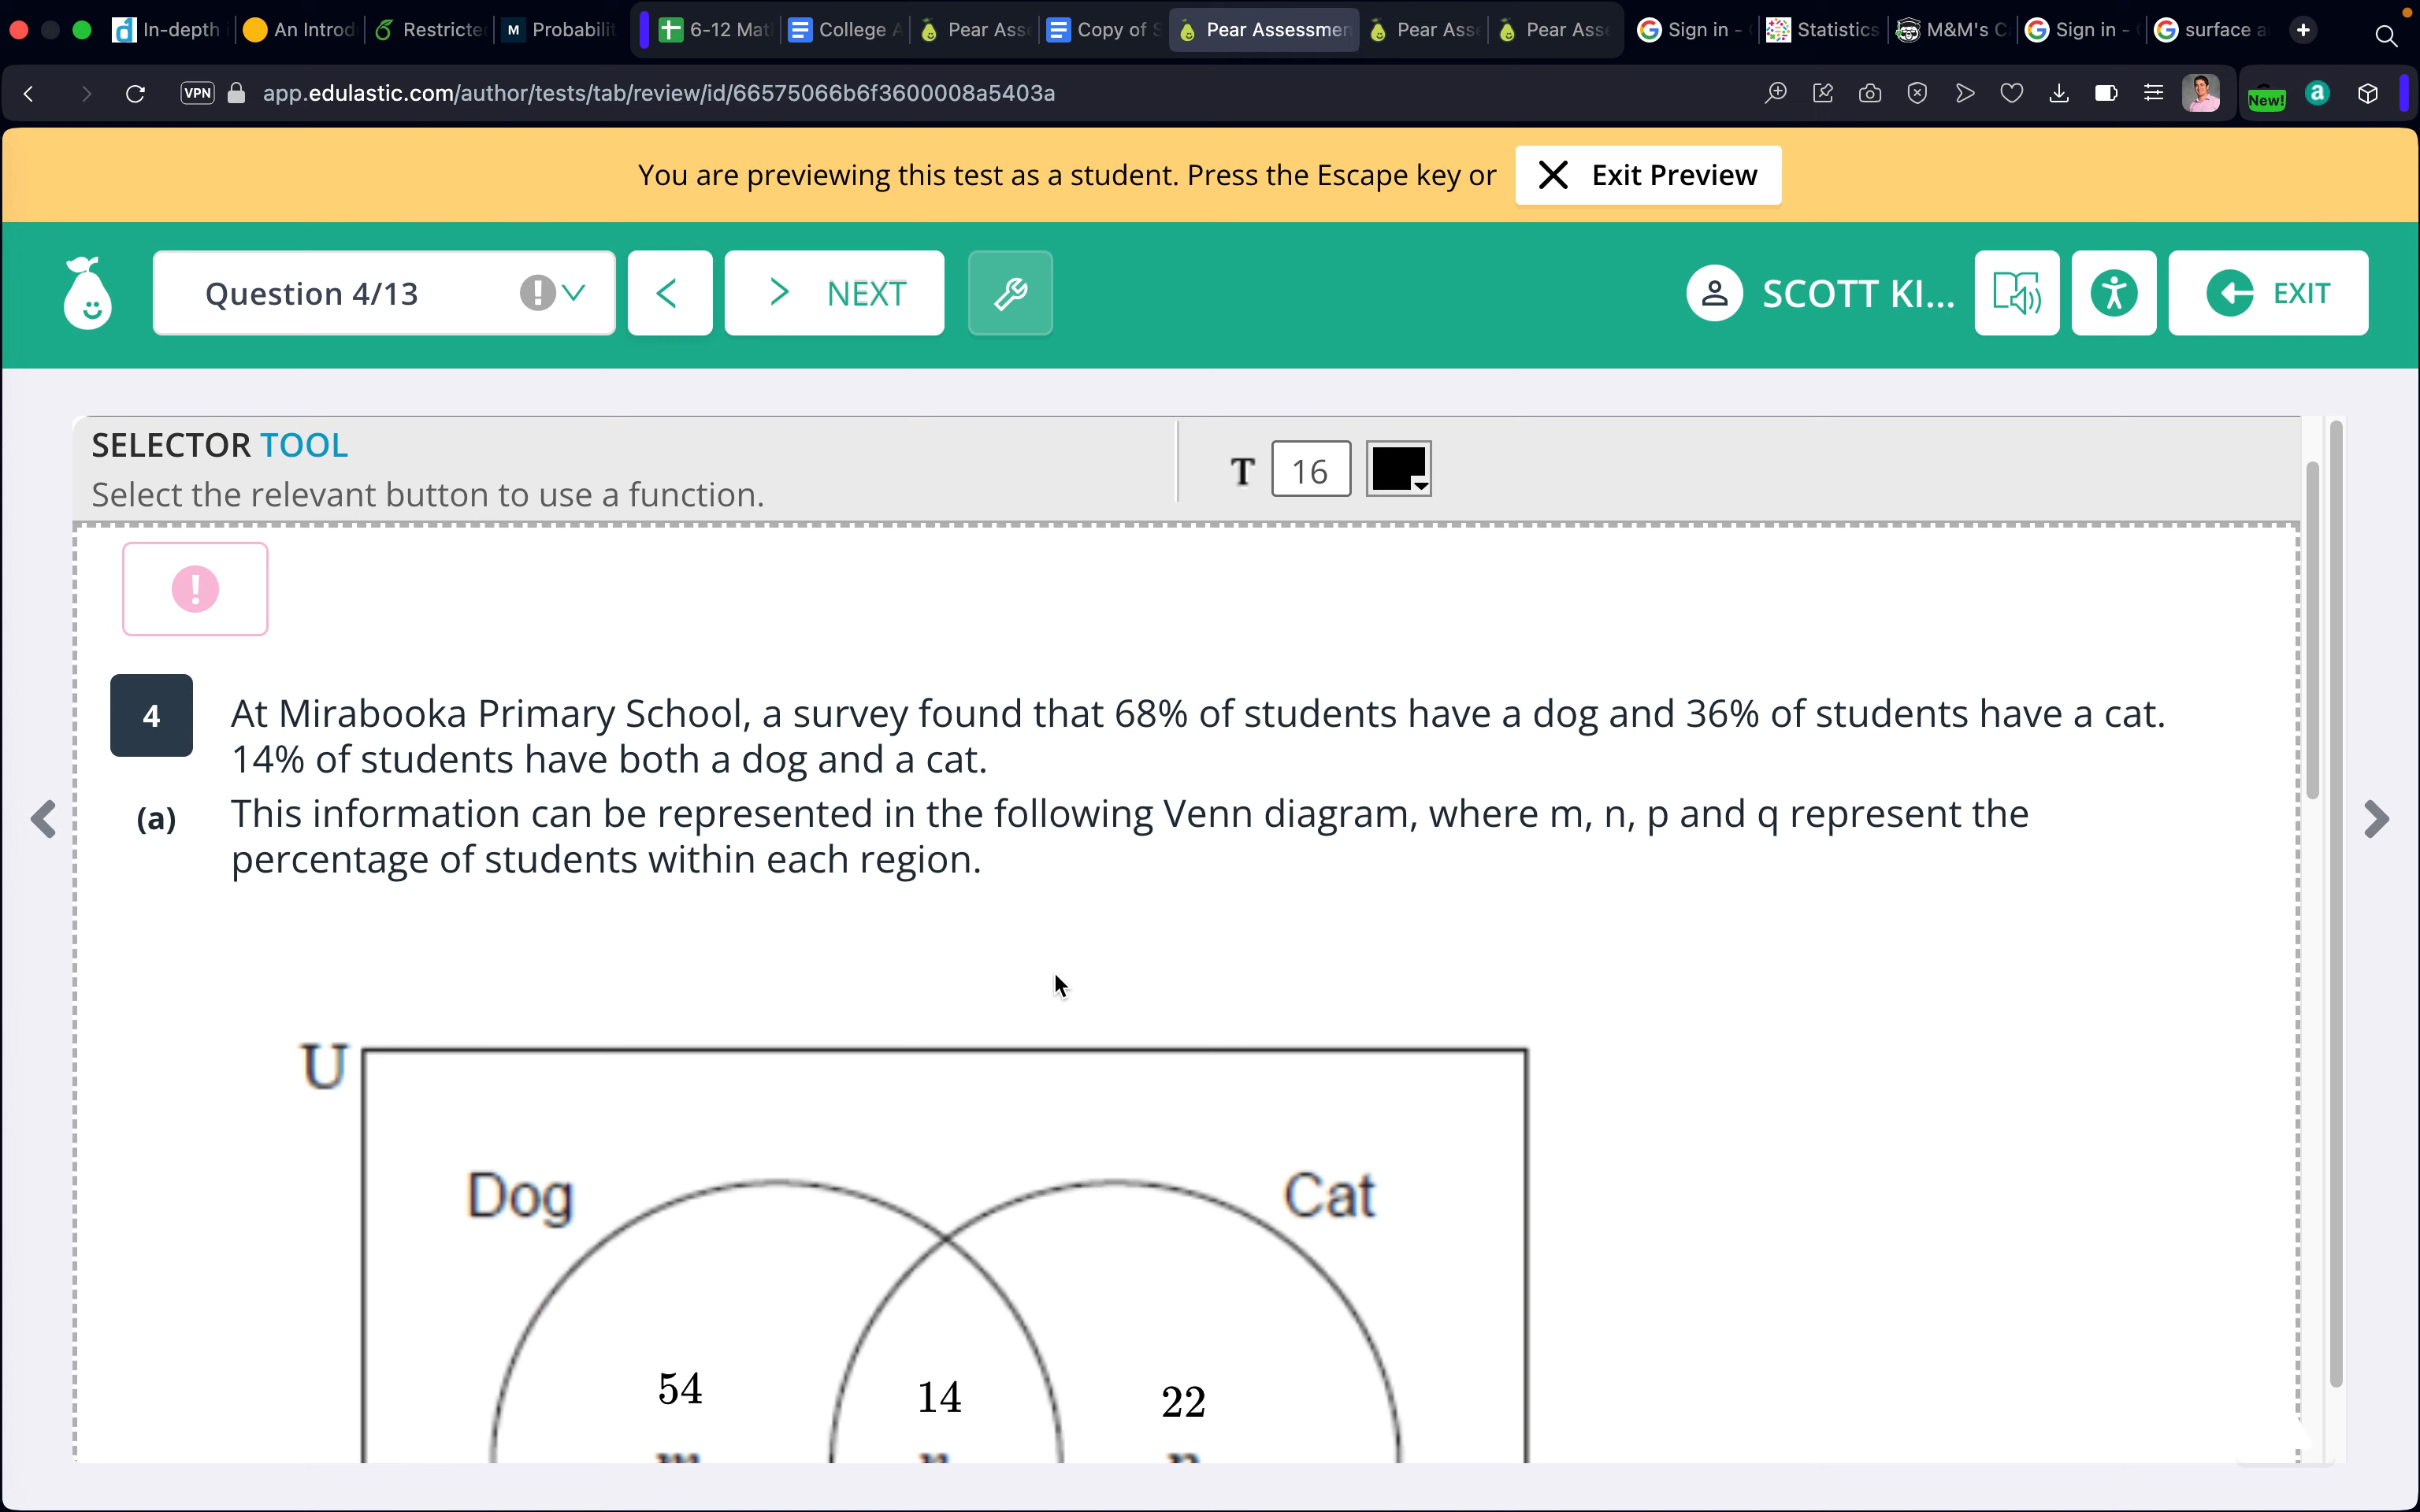 In-depth
An Introd
Restricte
M Probabilit
6-12 Mat
College A
Pear Asse
Copy of S
Pear Assessmen
Pear Asse
Pear Asse
Sign in -
Statistics
M&M's C
Sign in -
surface a
VPN
app.edulastic.com/author/tests/tab/review/id/66575066b6f3600008a5403a
New!
a
You are previewing this test as a student. Press the Escape key or
Exit Preview
Question 4/13
NEXT
SCOTT KI...
EXIT
SELECTOR TOOL
Select the relevant button to use a function.
T 16
4
At Mirabooka Primary School, a survey found that 68% of students have a dog and 36% of students have a cat.
14% of students have both a dog and a cat.
(a)
This information can be represented in the following Venn diagram, where m, n, p and q represent the
percentage of students within each region.
U
Dog
Cat
54
14
22